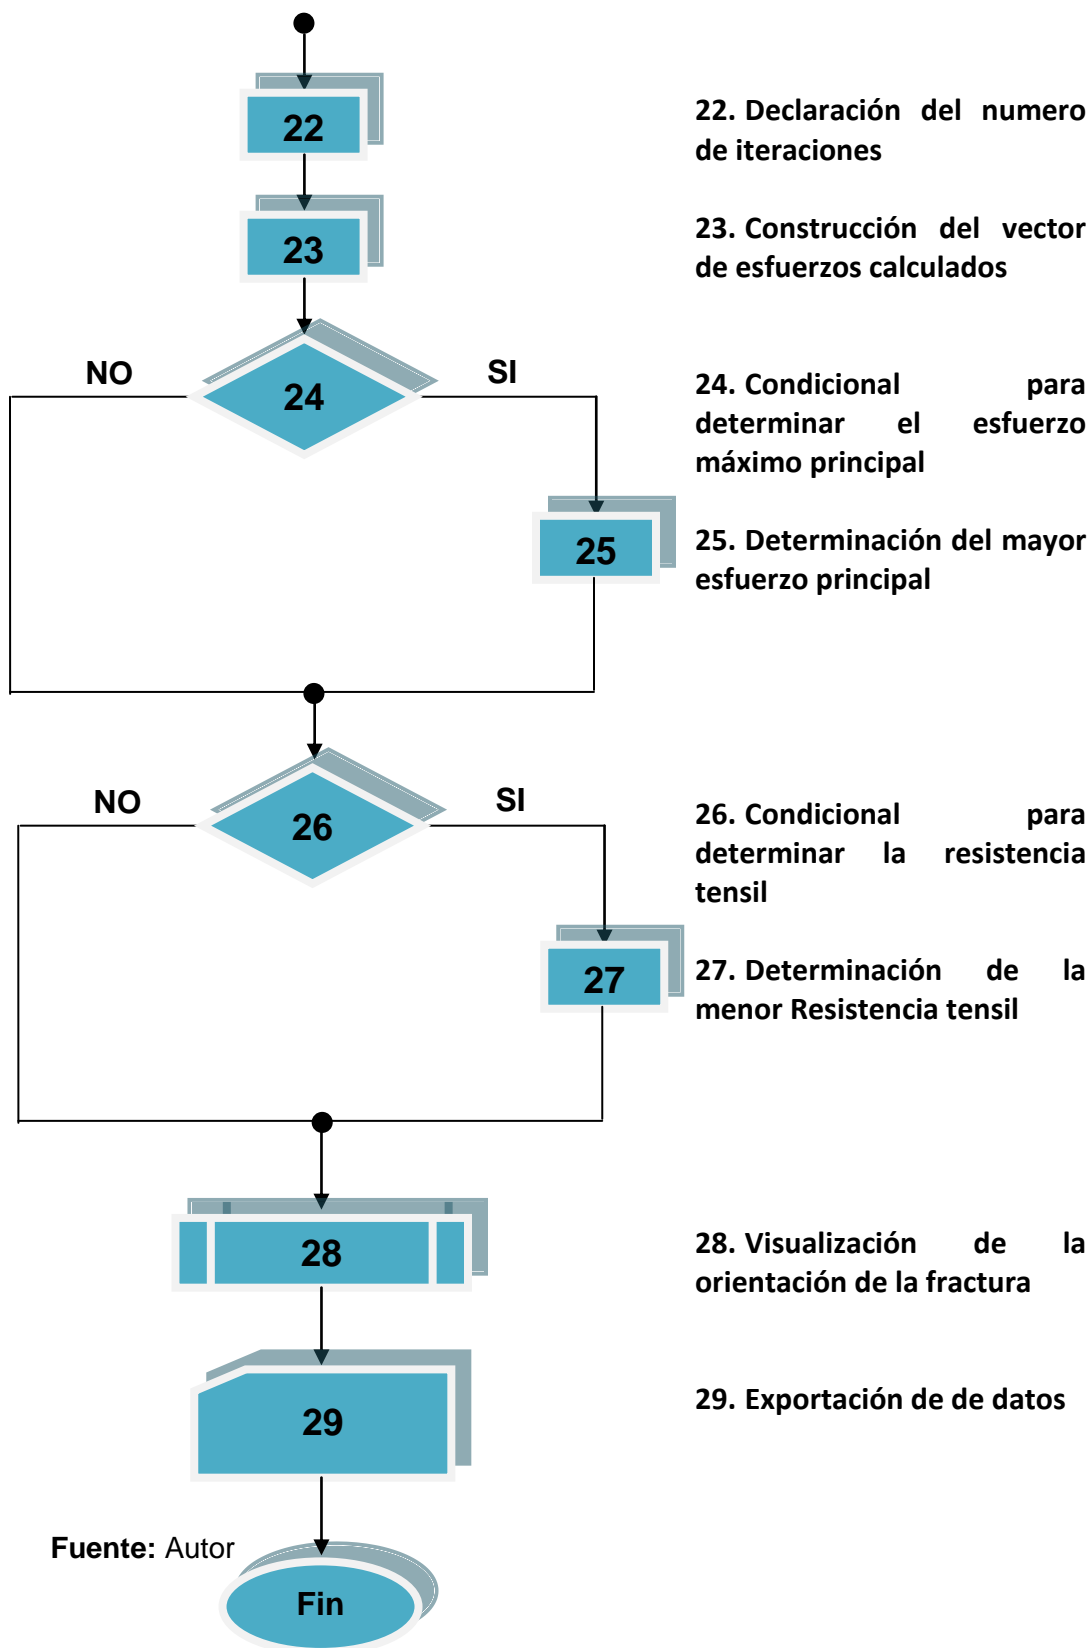 22
22. Declaración del numero
de iteraciones
23
23. Construcción del vector
de esfuerzos calculados
NO
SI
24
24. Condicional para
determinar el esfuerzo
máximo principal
25
25. Determinación del mayor
esfuerzo principal
NO
SI
26
26. Condicional para
determinar la resistencia
tensil
27
27. Determinación de la
menor Resistencia tensil
28
28. Visualización de la
orientación de la fractura
29
29. Exportación de de datos
Fuente: Autor
Fin